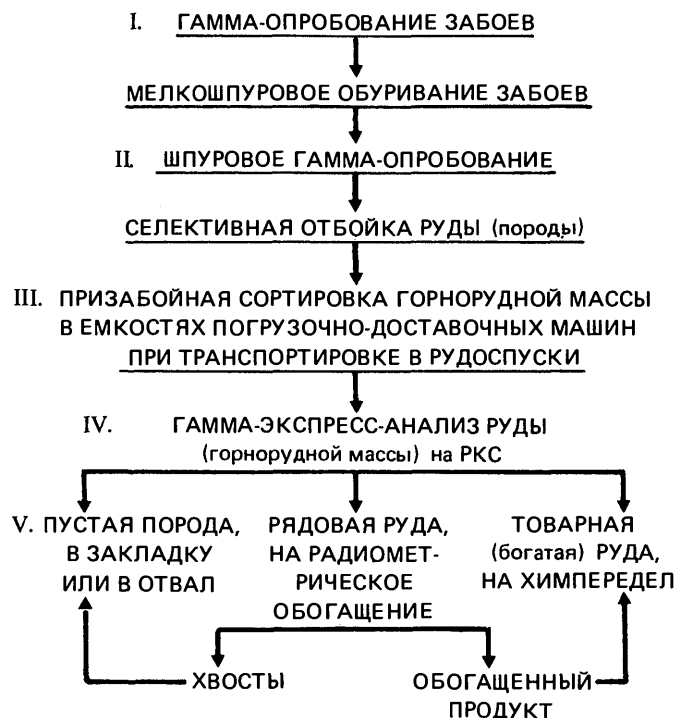 I. ГАММА-ОПРОБОВАНИЕ ЗАБОЕВ
МЕЛКОШПУРОВОЕ ОБУРИВАНИЕ ЗАБОЕВ
II. ШПУРОВОЕ ГАММА-ОПРОБОВАНИЕ
СЕЛЕКТИВНАЯ ОТБОЙКА РУДЫ (породы)
III. ПРИЗАБОЙНАЯ СОРТИРОВКА ГОРНОРУДНОЙ МАССЫ
В ЕМКОСТЯХ ПОГРУЗОЧНО-ДОСТАВОЧНЫХ МАШИН
ПРИ ТРАНСПОРТИРОВКЕ В РУДОСПУСКИ
IV. ГАММА-ЭКСПРЕСС-АНАЛИЗ РУДЫ
(горнорудной массы) на РКС
V. ПУСТАЯ ПОРОДА,
В ЗАКЛАДКУ
ИЛИ В ОТВАЛ
РЯДОВАЯ РУДА,
НА РАДИОМЕТ-
РИЧЕСКОЕ
ОБОГАЩЕНИЕ
ТОВАРНАЯ
(богатая) РУДА,
НА ХИМПЕРЕДЕЛ
ХВОСТЫ
ОБОГАЩЕННЫЙ
ПРОДУКТ